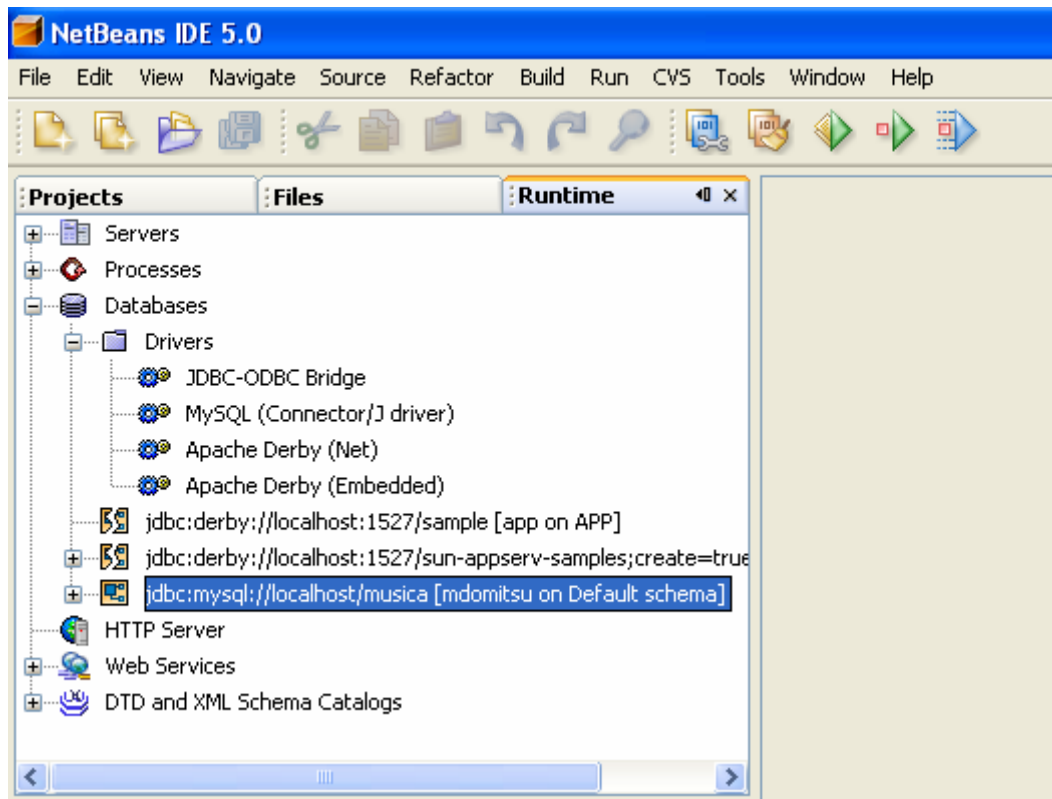 NetBeans IDE 5.0
File Edit View Navigate Source Refactor Build Run CVS Tools Window Help
Projects Files Runtime
Servers
Processes
Databases
Drivers
JDBC-ODBC Bridge
MySQL (Connector/J driver)
Apache Derby (Net)
Apache Derby (Embedded)
jdbc:derby://localhost:1527/sample [app on APP]
jdbc:derby://localhost:1527/sun-appserv-samples;create=true
jdbc:mysql://localhost/musica [mdomitsu on Default schema]
HTTP Server
Web Services
DTD and XML Schema Catalogs